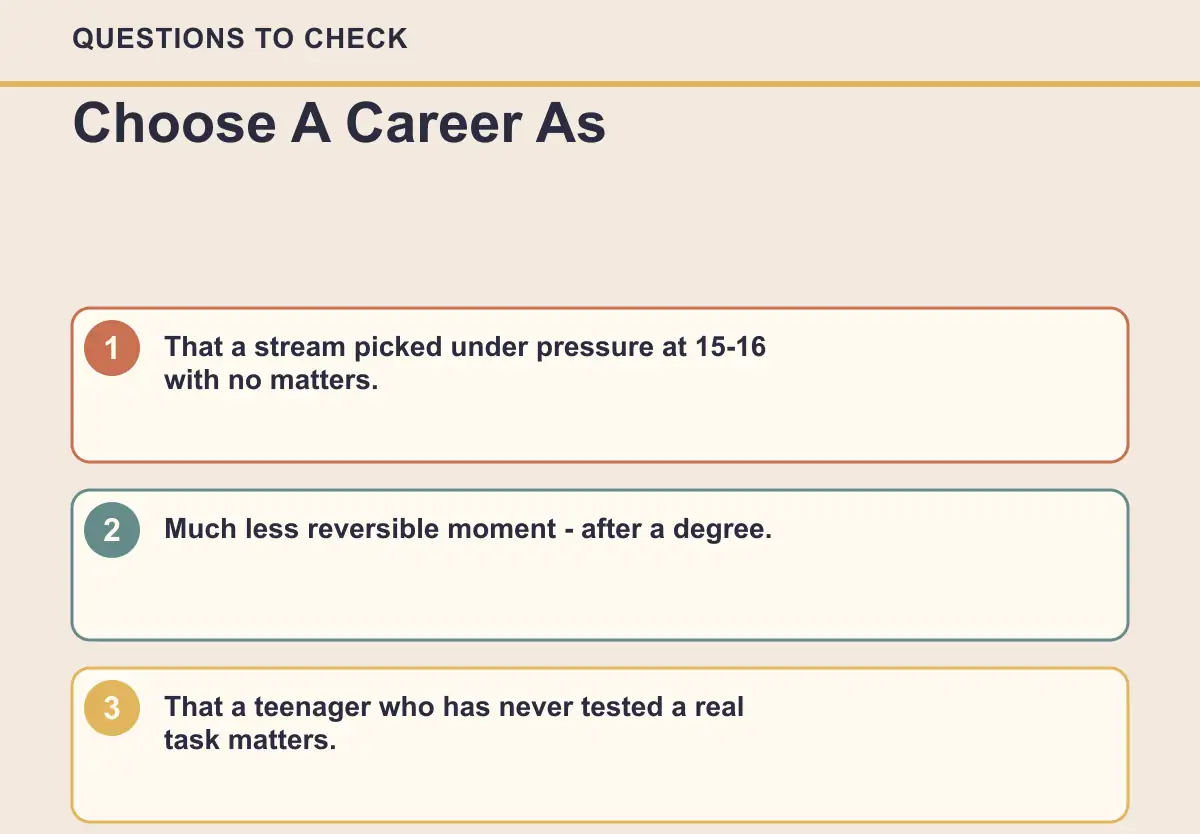 QUESTIONS TO CHECK
Choose A Career As
1
That a stream picked under pressure at 15-16
with no matters.
2
Much less reversible moment - after a degree.
3
That a teenager who has never tested a real
task matters.